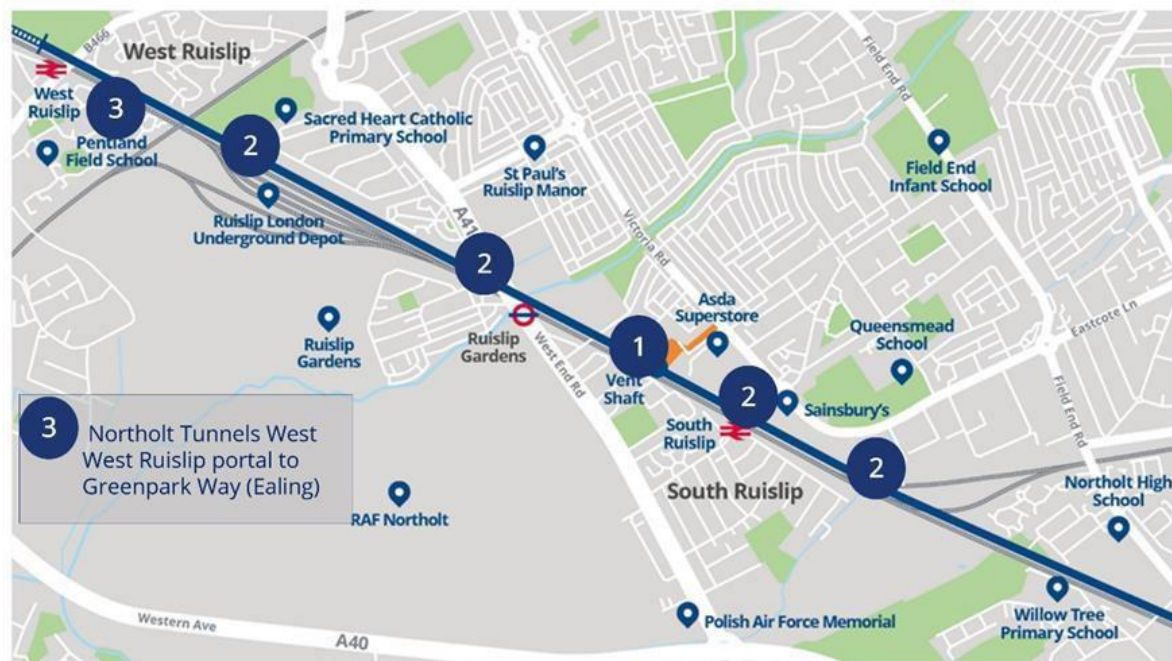 B466
West Ruislip
Field End Rd
West
Ruislip
3
Pentland
Field School
2
Sacred Heart Catholic
Primary School
St Paul's
Ruislip Manor
Field End
Infant School
Ruislip London
Underground Depot
A41
Victoria Rd
2
Ruislip
Gardens
Ruislip
Gardens
West End Rd
1
Vent
Shaft
Asda
Superstore
Queensmead
School
Eastcote Ln
Field End Rd
2
Sainsbury's
South
Ruislip
2
South Ruislip
Northolt High
School
3
Northolt Tunnels West
West Ruislip portal to
Greenpark Way (Ealing)
RAF Northolt
Polish Air Force Memorial
Willow Tree
Primary School
Western Ave
A40